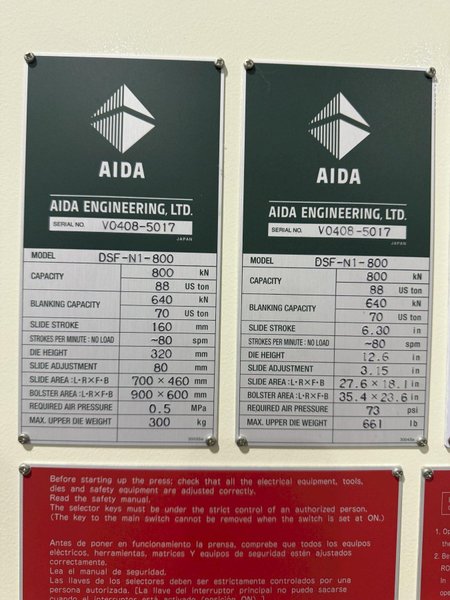 AIDA
AIDA ENGINEERING, LTD.
SERIAL NO. V0408-5017
JAPAN
MODEL DSF-N1-800
CAPACITY 800 kN
88 US ton
BLANKING CAPACITY 640 kN
70 US ton
SLIDE STROKE 160 mm
STROKES PER MINUTE : NO LOAD ~80 spm
DIE HEIGHT 320 mm
SLIDE ADJUSTMENT 80 mm
SLIDE AREA : L・R×F・B 700 × 460 mm
BOLSTER AREA : L・R×F・B 900 × 600 mm
REQUIRED AIR PRESSURE 0.5 MPa
MAX. UPPER DIE WEIGHT 300 kg
AIDA
AIDA ENGINEERING, LTD.
SERIAL NO. V0408-5017
JAPAN
MODEL DSF-N1-800
CAPACITY 800 kN
88 US ton
BLANKING CAPACITY 640 kN
70 US ton
SLIDE STROKE 6.30 in
STROKES PER MINUTE : NO LOAD ~80 spm
DIE HEIGHT 12.6 in
SLIDE ADJUSTMENT 3.15 in
SLIDE AREA : L・R×F・B 27.6 × 18.1 in
BOLSTER AREA : L・R×F・B 35.4 × 23.6 in
REQUIRED AIR PRESSURE 73 psi
MAX. UPPER DIE WEIGHT 661 lb
Before starting up the press; check that all the electrical equipment, tools,
dies and safety equipment are adjusted correctly.
Read the safety manual.
The selector keys must be under the strict control of an authorized person.
(The key to the main switch cannot be removed when the switch is set at ON.)
Antes de poner en funcionamiento la prensa, comprobe que todos los equipos
eléctricos, herramientas, matrices Y equipos de seguridad estén ajustados
correctamente.
Lea el manual de seguridad.
Las llaves de los selectores deben ser estrictamente controlados por una
persona autorizada. [La llave del interruptor principal no puede sacarse
cuando el interruptor está activado (posición ON).]